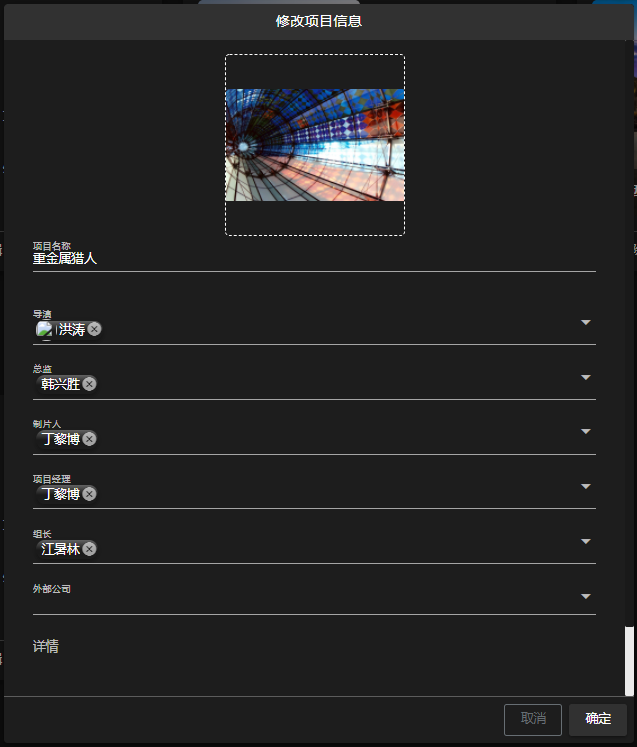 修改项目信息
项目名称
重金属猎人
导演
洪涛
总监
韩兴胜
制片人
丁黎博
项目经理
丁黎博
组长
江晟林
外部公司
详情
取消
确定